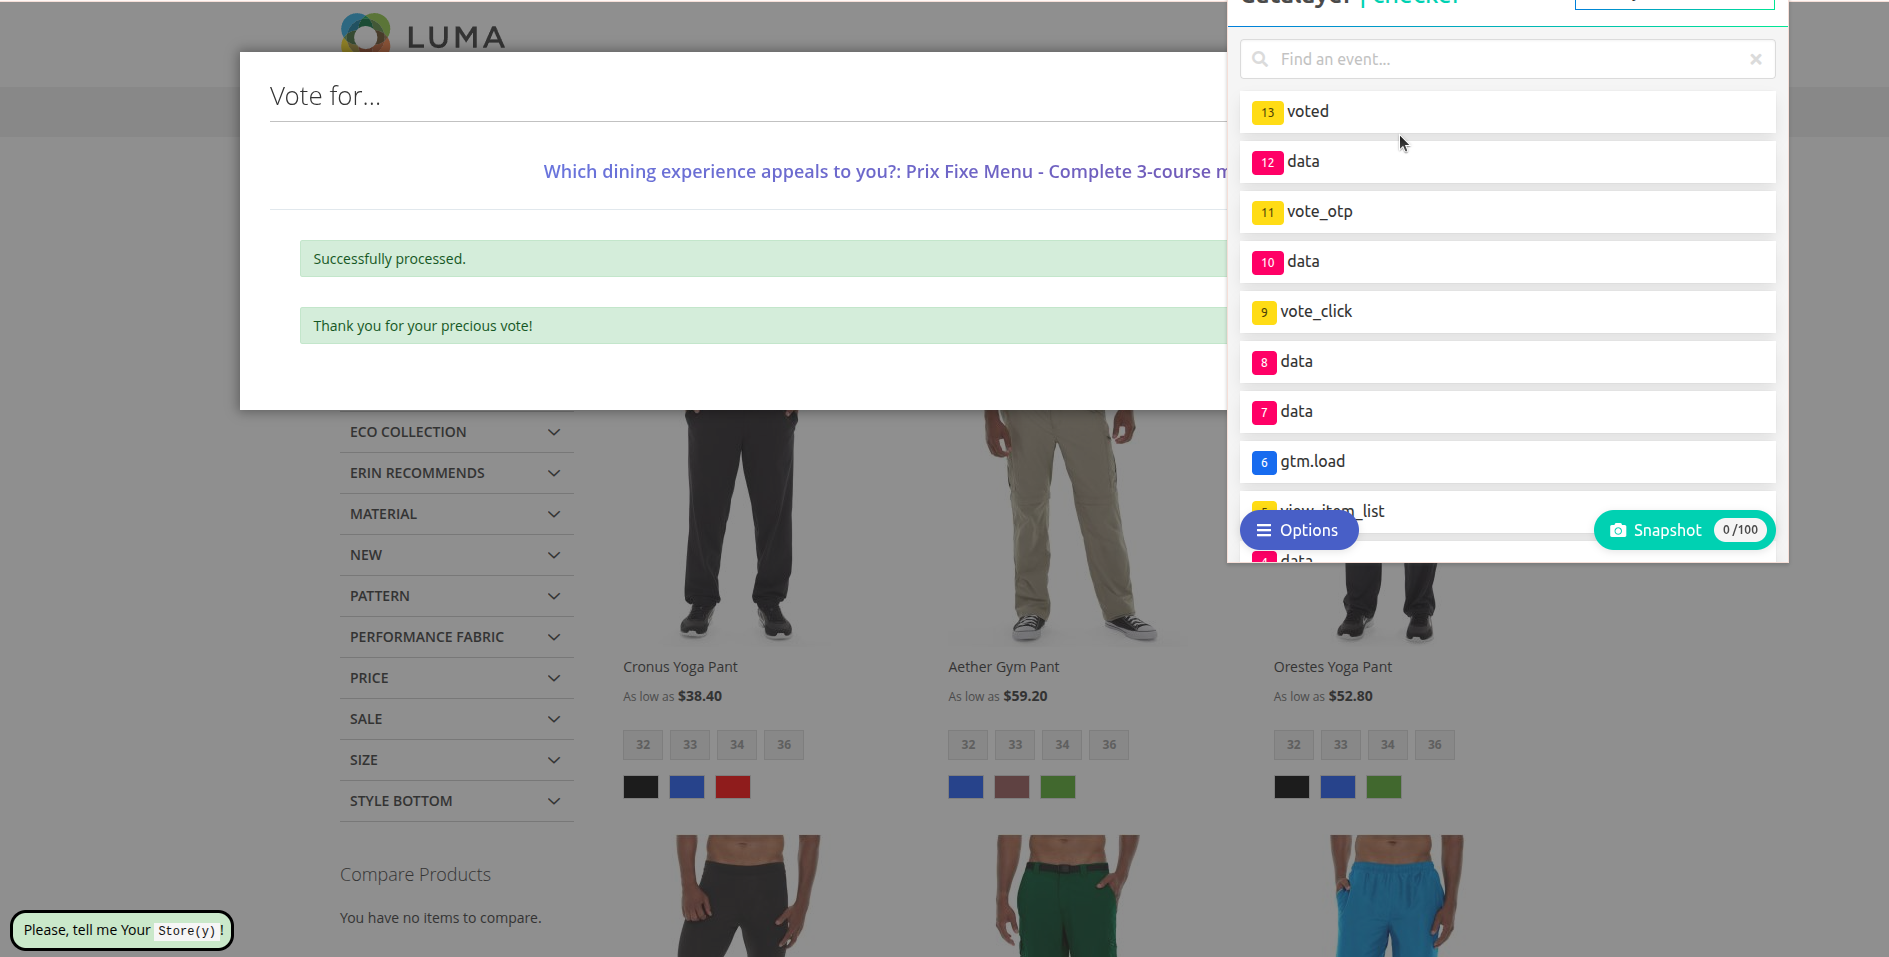 LUMA
Vote for...
Which dining experience appeals to you?: Prix Fixe Menu - Complete 3-course
Successfully processed.
Thank you for your precious vote!
checker
Find an event...
13 voted
12 data
11 vote_otp
10 data
9 vote_click
8 data
7 data
6 gtm.load
view_item_list
data
Options
Snapshot 0/100
ECO COLLECTION
ERIN RECOMMENDS
MATERIAL
NEW
PATTERN
PERFORMANCE FABRIC
PRICE
SALE
SIZE
STYLE BOTTOM
Compare Products
You have no items to compare.
Cronus Yoga Pant
As low as $38.40
32 33 34 36
Aether Gym Pant
As low as $59.20
32 33 34 36
Orestes Yoga Pant
As low as $52.80
32 33 34 36
Please, tell me Your Store(y)!